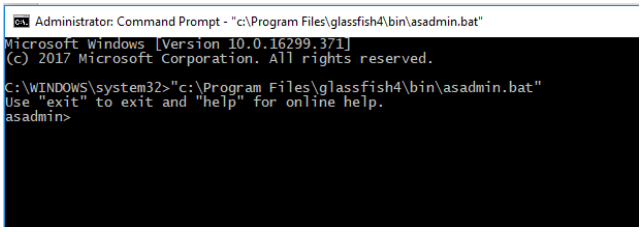 Administrator: Command Prompt - "c:\Program Files\glassfish4\bin\asadmin.bat"
Microsoft Windows [Version 10.0.16299.371]
(c) 2017 Microsoft Corporation. All rights reserved.
C:\WINDOWS\system32>"c:\Program Files\glassfish4\bin\asadmin.bat"
Use "exit" to exit and "help" for online help.
asadmin>